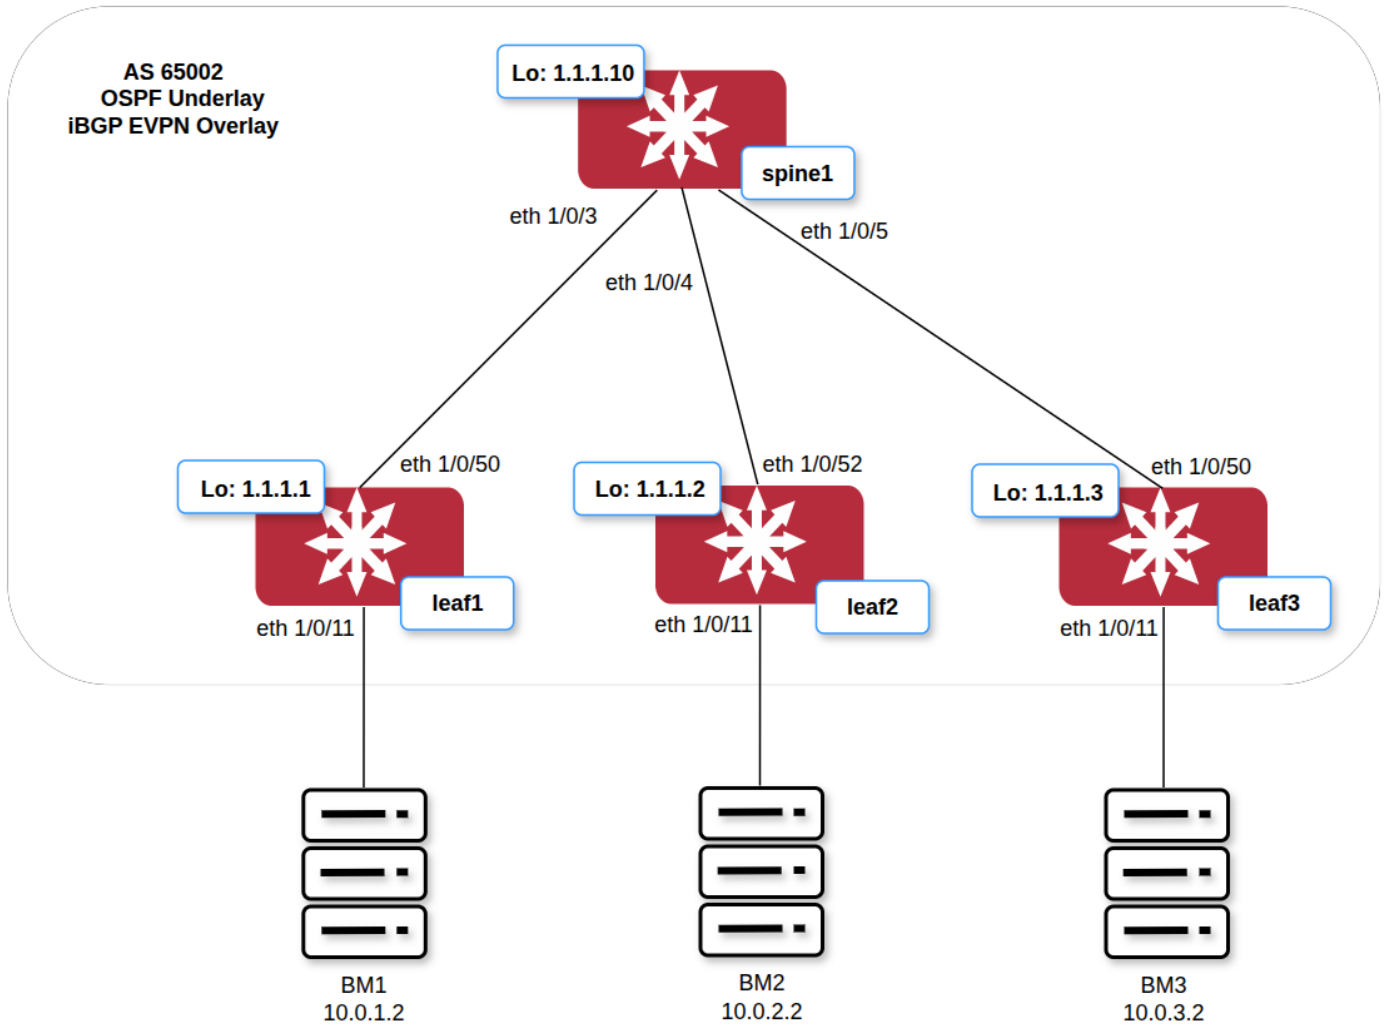 AS 65002
OSPF Underlay
iBGP EVPN Overlay
Lo: 1.1.1.10
spine1
eth 1/0/3
eth 1/0/5
eth 1/0/4
eth 1/0/50
eth 1/0/52
eth 1/0/50
Lo: 1.1.1.1
Lo: 1.1.1.2
Lo: 1.1.1.3
leaf1
leaf2
leaf3
eth 1/0/11
eth 1/0/11
eth 1/0/11
BM1
10.0.1.2
BM2
10.0.2.2
BM3
10.0.3.2